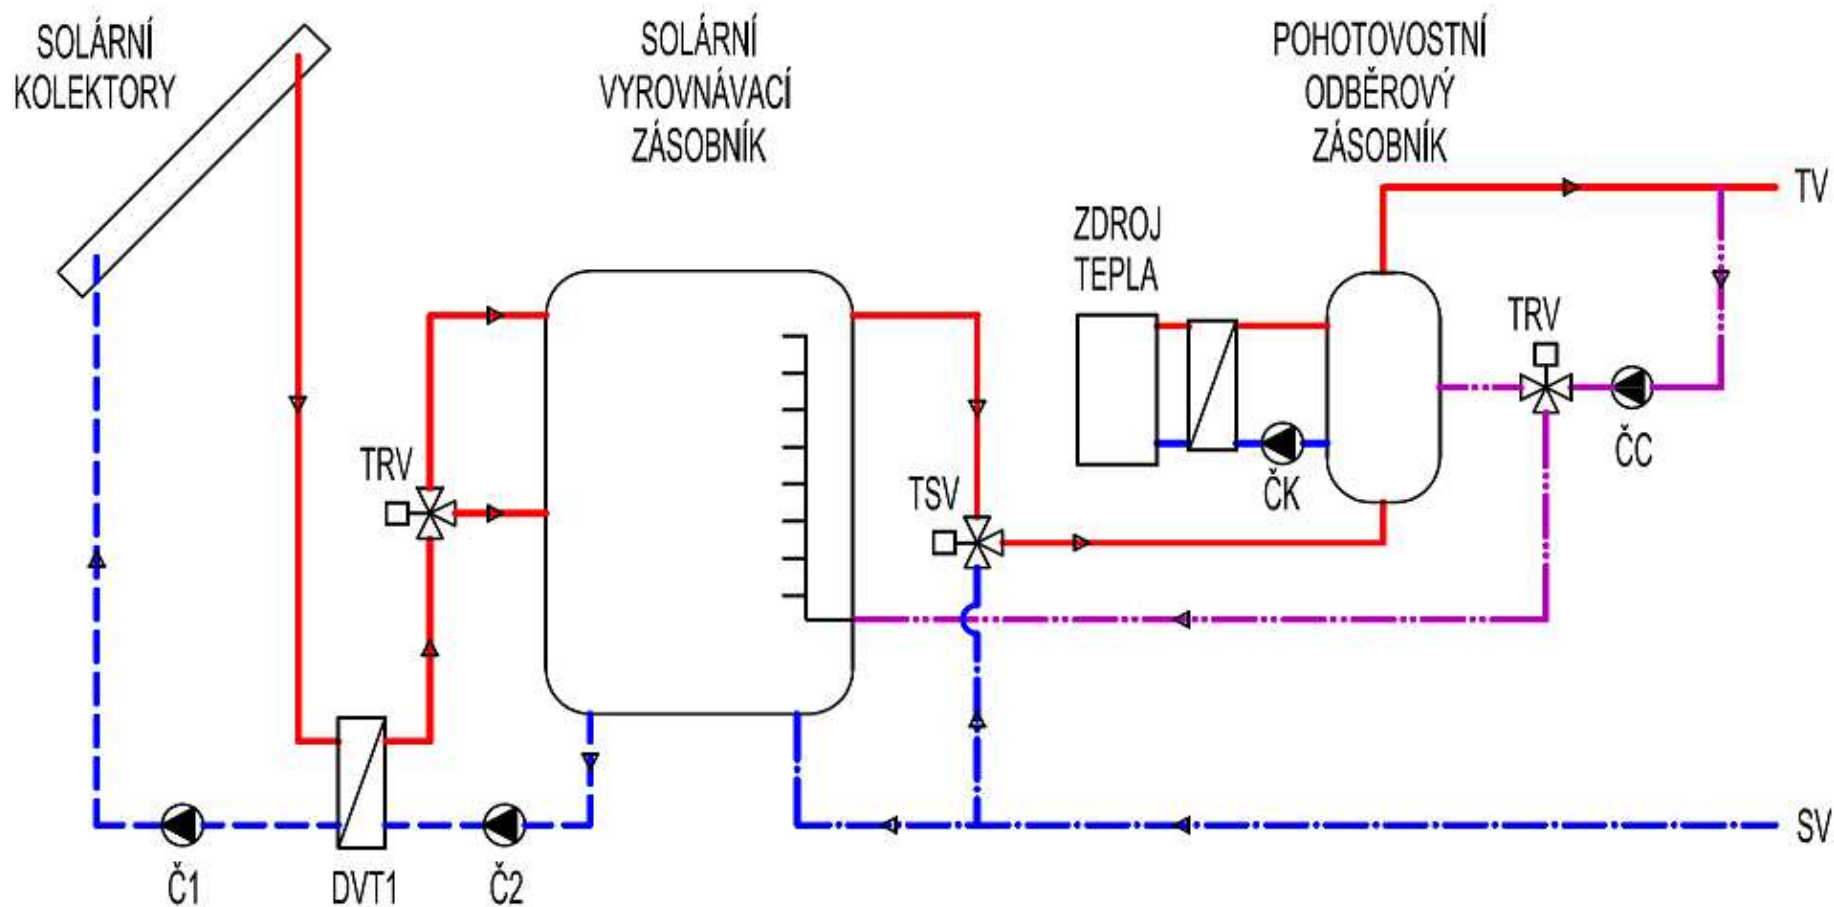 SOLÁRNÍ
KOLEKTORY
SOLÁRNÍ
VYROVNÁVACÍ
ZÁSOBNÍK
POHOTOVOSTNÍ
ODBĚROVÝ
ZÁSOBNÍK
TV
ZDROJ
TEPLA
TRV
ČC
ČK
TRV
TSV
SV
Č1
DVT1
Č2